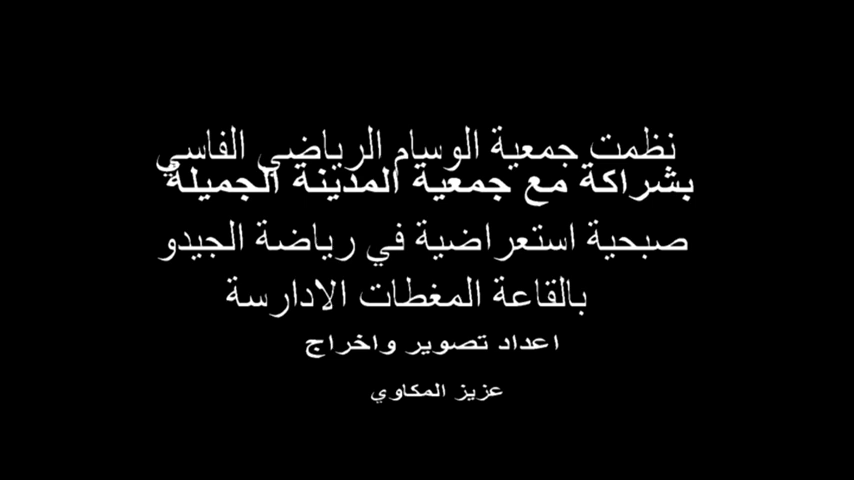 نظمت جمعية الوسام الرياضي الفاسي
بشراكة مع جمعية المدينة الجميلة
صبحية استعراضية في رياضة الجيدو
بالقاعة المغطات الادارسة
اعداد تصوير واخراج
عزيز المكاوي